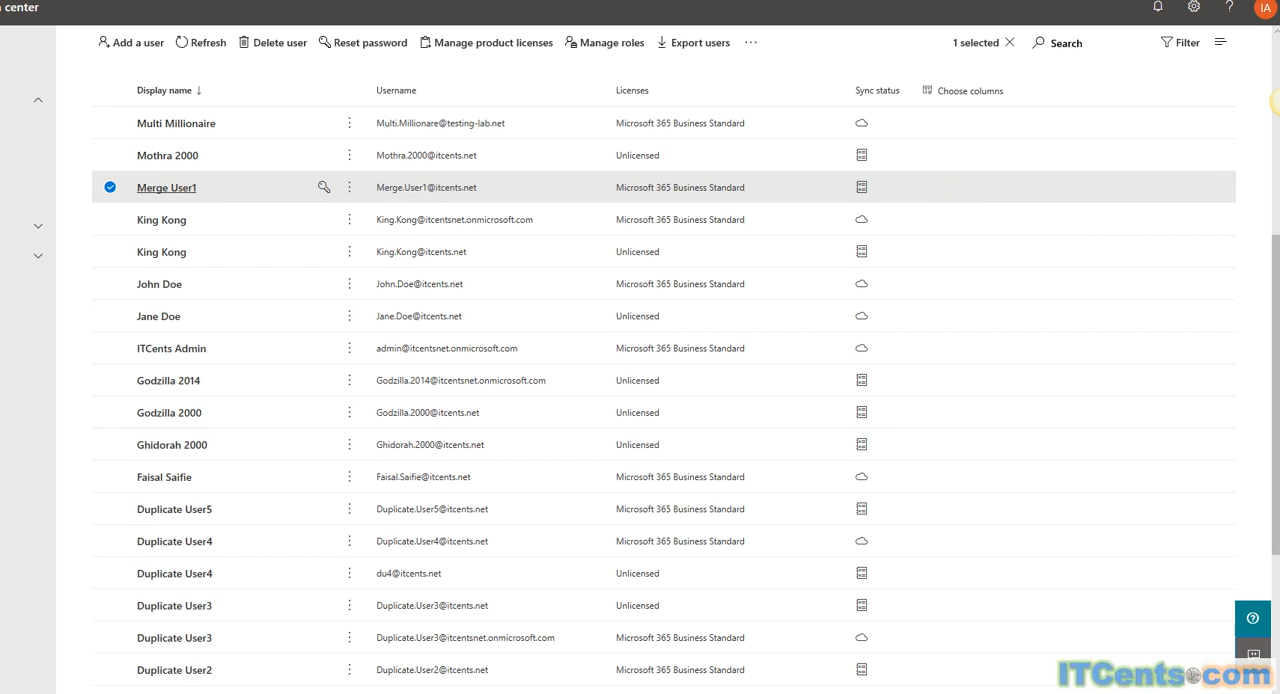 center
IA
Add a user Refresh Delete user Reset password Manage product licenses Manage roles Export users ··· 1 selected Search Filter
Display name ↓ Username Licenses Sync status Choose columns
Multi Millionaire Multi.Millionare@testing-lab.net Microsoft 365 Business Standard
Mothra 2000 Mothra.2000@itcents.net Unlicensed
Merge User1 Merge.User1@itcents.net Microsoft 365 Business Standard
King Kong King.Kong@itcentsnet.onmicrosoft.com Microsoft 365 Business Standard
King Kong King.Kong@itcents.net Unlicensed
John Doe John.Doe@itcents.net Microsoft 365 Business Standard
Jane Doe Jane.Doe@itcents.net Unlicensed
ITCents Admin admin@itcentsnet.onmicrosoft.com Microsoft 365 Business Standard
Godzilla 2014 Godzilla.2014@itcentsnet.onmicrosoft.com Unlicensed
Godzilla 2000 Godzilla.2000@itcents.net Unlicensed
Ghidorah 2000 Ghidorah.2000@itcents.net Unlicensed
Faisal Saifie Faisal.Saifie@itcents.net Microsoft 365 Business Standard
Duplicate User5 Duplicate.User5@itcents.net Microsoft 365 Business Standard
Duplicate User4 Duplicate.User4@itcents.net Microsoft 365 Business Standard
Duplicate User4 du4@itcents.net Unlicensed
Duplicate User3 Duplicate.User3@itcents.net Unlicensed
Duplicate User3 Duplicate.User3@itcentsnet.onmicrosoft.com Microsoft 365 Business Standard
Duplicate User2 Duplicate.User2@itcents.net Microsoft 365 Business Standard
ITCents.com